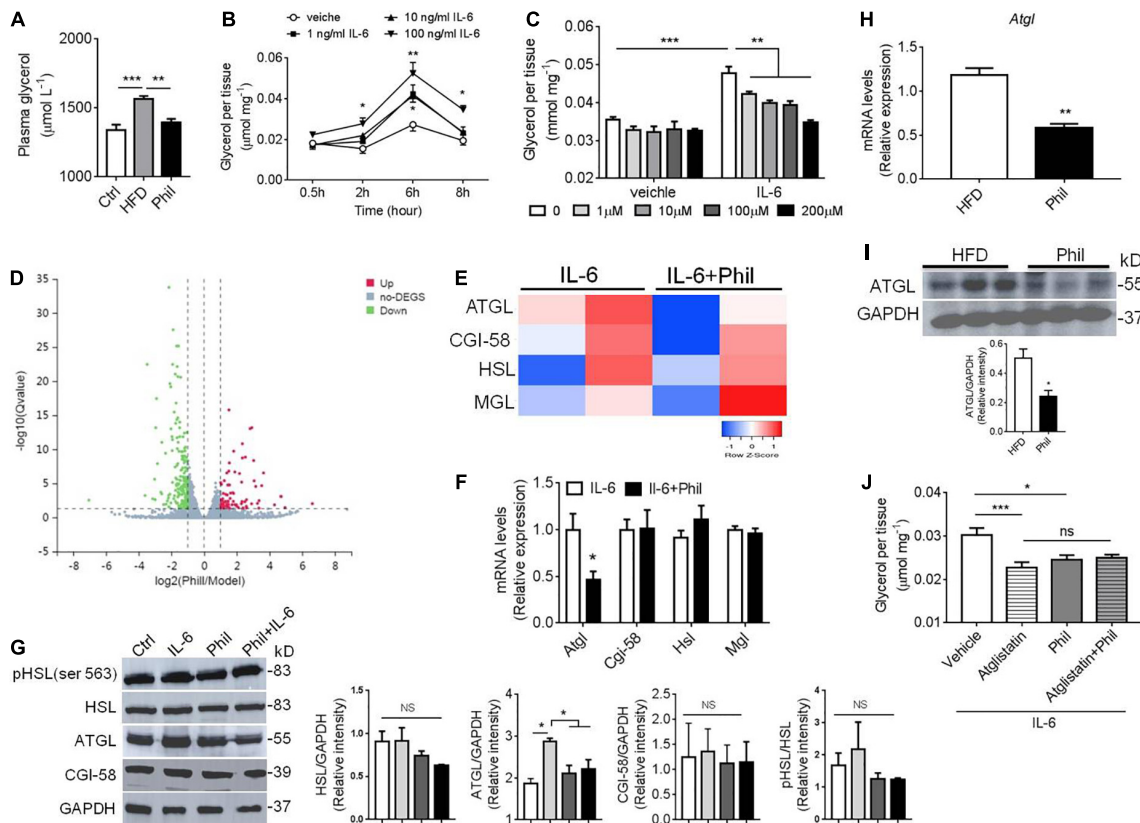 A
Plasma glycerol
(μmol L⁻¹)
2000
1500
1000
***
**
Ctrl
HFD
Phil
B
veiche
1 ng/ml IL-6
10 ng/ml IL-6
100 ng/ml IL-6
Glycerol per tissue
(μmol mg⁻¹)
0.06
0.04
0.02
0.00
*
**
*
*
0.5h
2h
6h
8h
Time (hour)
C
Glycerol per tissue
(mmol mg⁻¹)
0.06
0.05
0.04
0.03
0.02
***
**
veichle
IL-6
0
1μM
10μM
100μM
200μM
H
Atgl
mRNA levels
(Relative expression)
1.5
1.0
0.5
0.0
**
HFD
Phil
D
-log10(Qvalue)
35
30
25
20
15
10
5
0
-5
-8
-6
-4
-2
0
2
4
6
8
log2(Phill/Model)
Up
no-DEGS
Down
E
IL-6
IL-6+Phil
ATGL
CGI-58
HSL
MGL
-1
0
1
Row Z-Score
I
HFD
Phil
kD
ATGL
-55
GAPDH
-37
ATGL/GAPDH
(Relative intensity)
0.6
0.4
0.2
0.0
*
HFD
Phil
F
IL-6
Il-6+Phil
mRNA levels
(Relative expression)
1.5
1.0
0.5
0.0
*
Atgl
Cgi-58
Hsl
Mgl
J
Glycerol per tissue
(μmol mg⁻¹)
0.04
0.03
0.02
0.01
*
***
ns
Vehicle
Atglistatin
Phil
Atglistatin+Phil
IL-6
G
Ctrl
IL-6
Phil
Phil+IL-6
kD
pHSL(ser 563)
-83
HSL
-83
ATGL
-55
CGI-58
-39
GAPDH
-37
HSL/GAPDH
(Relative intensity)
1.5
1.0
0.5
0.0
NS
ATGL/GAPDH
(Relative intensity)
4
3
2
1
*
*
CGI-58/GAPDH
(Relative intensity)
2.5
2.0
1.5
1.0
0.5
0.0
NS
pHSL/HSL
(Relative intensity)
4
3
2
1
0
NS